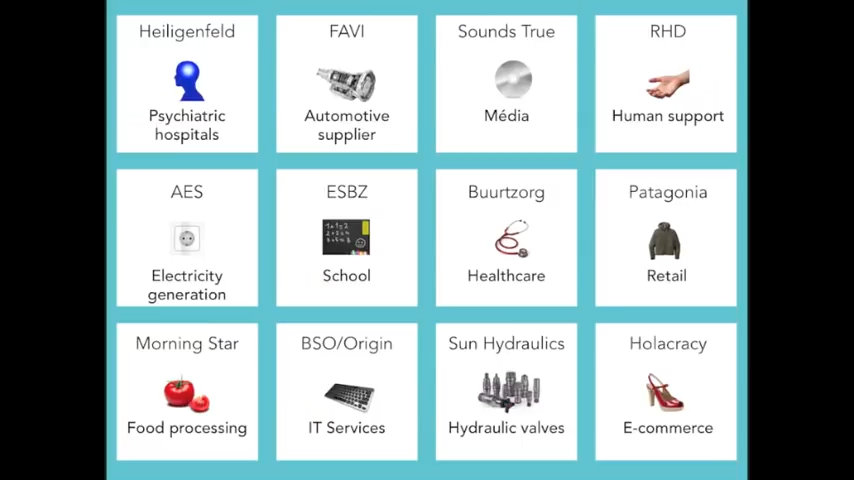 Heiligenfeld
Psychiatric
hospitals
FAVI
Automotive
supplier
Sounds True
Média
RHD
Human support
AES
Electricity
generation
ESBZ
School
Buurtzorg
Healthcare
Patagonia
Retail
Morning Star
Food processing
BSO/Origin
IT Services
Sun Hydraulics
Hydraulic valves
Holacracy
E-commerce